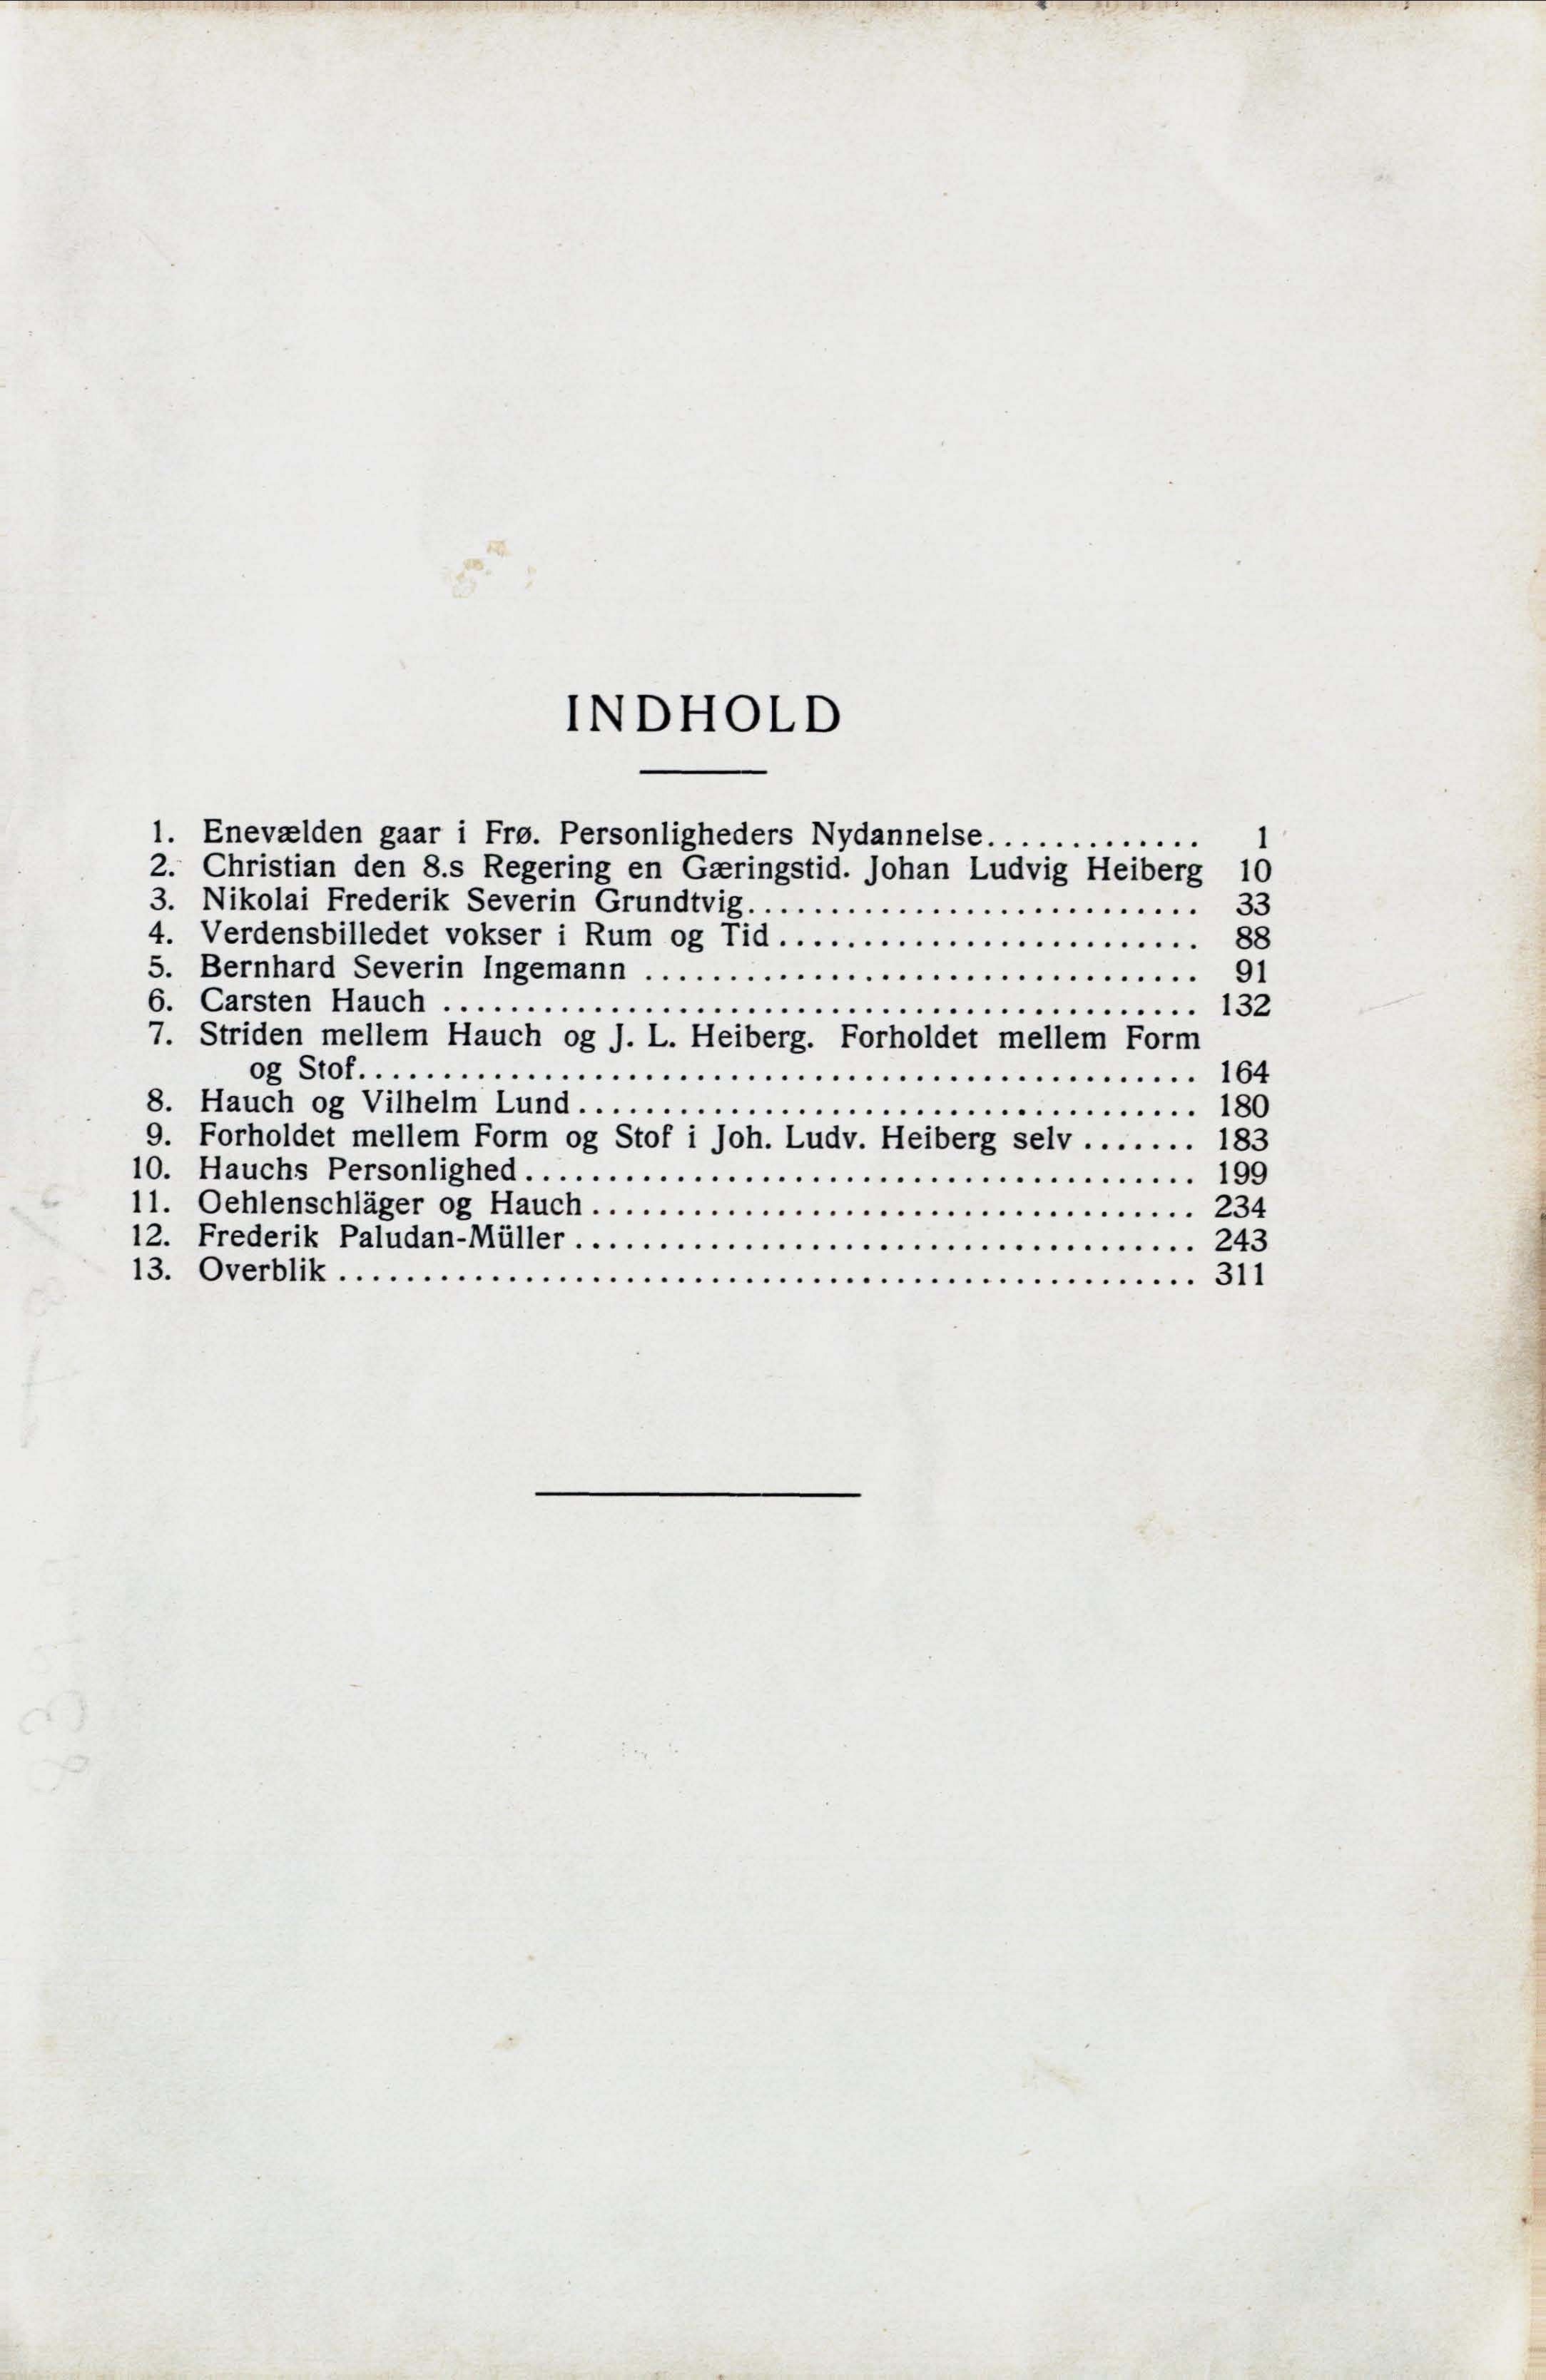 INDHOLD
1. Enevælden gaar i Frø. Personligheders Nydannelse............. 1
2. Christian den 8.s Regering en Gæringstid. Johan Ludvig Heiberg 10
3. Nikolai Frederik Severin Grundtvig........................... 33
4. Verdensbilledet vokser i Rum og Tid......................... 88
5. Bernhard Severin Ingemann ................................. 91
6. Carsten Hauch ............................................. 132
7. Striden mellem Hauch og J. L. Heiberg. Forholdet mellem Form
og Stof.................................................. 164
8. Hauch og Vilhelm Lund..................................... 180
9. Forholdet mellem Form og Stof i Joh. Ludv. Heiberg selv....... 183
10. Hauchs Personlighed........................................ 199
11. Oehlenschläger og Hauch.................................... 234
12. Frederik Paludan-Müller..................................... 243
13. Overblik ................................................... 311